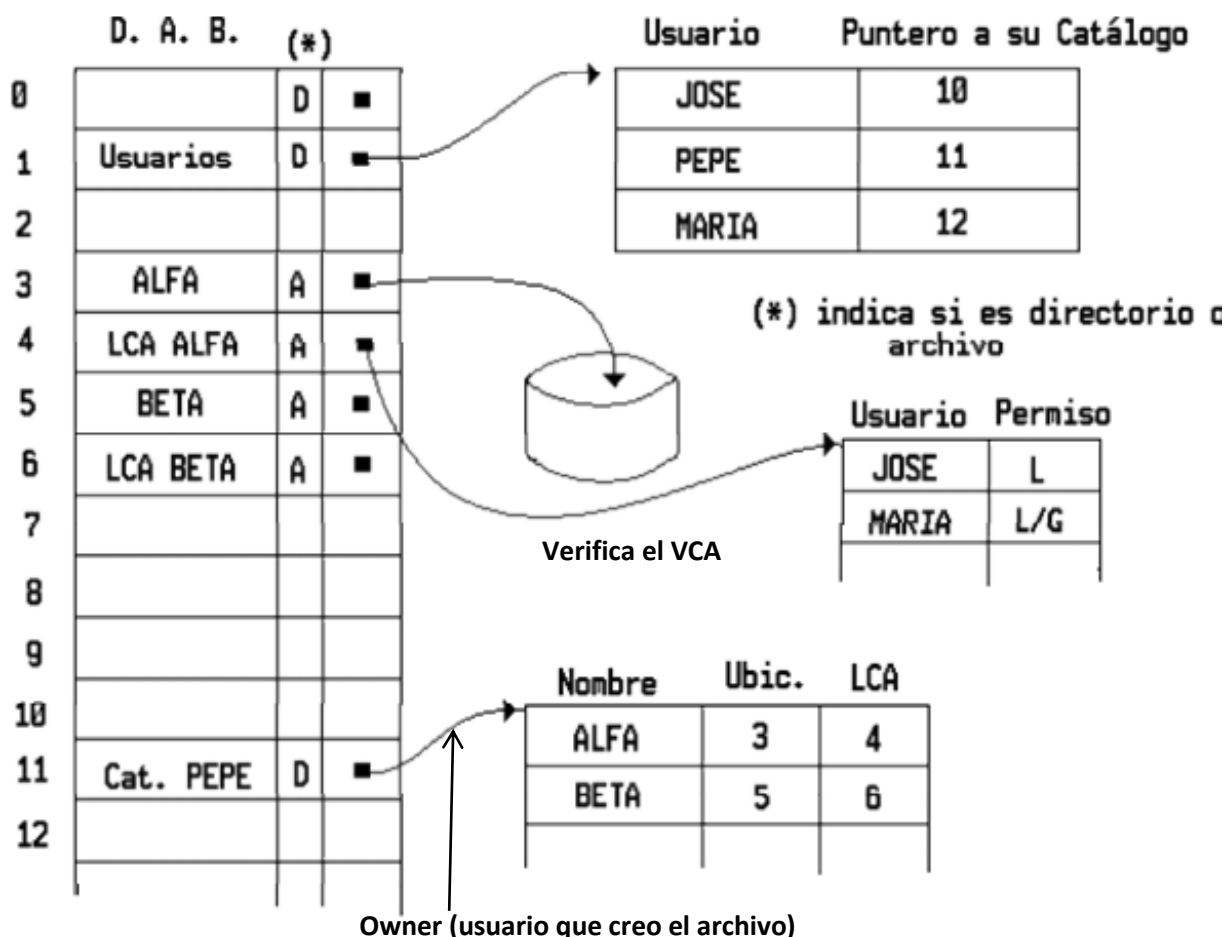 D. A. B. (*)
0 D
1 Usuarios D
2
3 ALFA A
4 LCA ALFA A
5 BETA A
6 LCA BETA A
7
8
9
10
11 Cat. PEPE D
12
Usuario Puntero a su Catálogo
JOSE 10
PEPE 11
MARIA 12
(*) indica si es directorio o
archivo
Usuario Permiso
JOSE L
MARIA L/G
Verifica el VCA
Nombre Ubic. LCA
ALFA 3 4
BETA 5 6
Owner (usuario que creo el archivo)